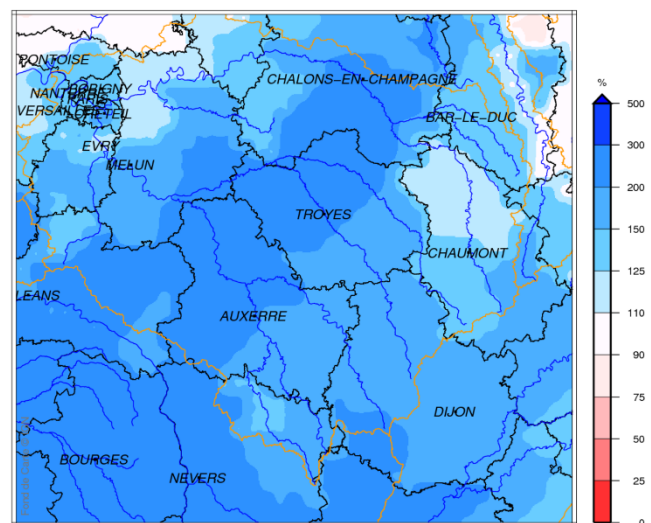 PONTOISE
CHALONS-EN-CHAMPAGNE
%
BOBIGNY
NANTERRE
PARIS
500
VERSAILLES
CRETEIL
BAR-LE-DUC
300
EVRY
MELUN
200
TROYES
150
CHAUMONT
125
LEANS
110
AUXERRE
90
75
DIJON
50
BOURGES
25
NEVERS
0